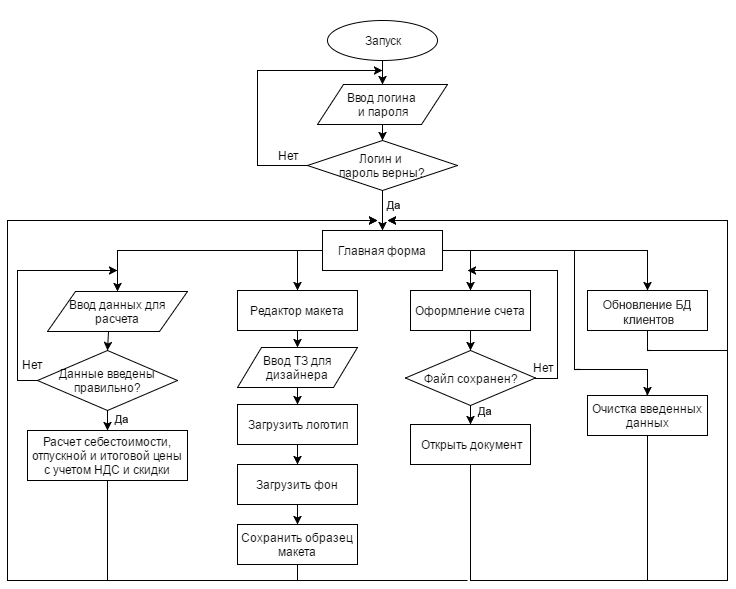 Запуск
Ввод логина
и пароля
Нет
Логин и
пароль верны?
Да
Главная форма
Ввод данных для
расчета
Нет
Данные введены
правильно?
Да
Расчет себестоимости,
отпускной и итоговой цены
с учетом НДС и скидки
Редактор макета
Ввод ТЗ для
дизайнера
Загрузить логотип
Загрузить фон
Сохранить образец
макета
Оформление счета
Файл сохранен?
Нет
Да
Открыть документ
Обновление БД
клиентов
Очистка введенных
данных